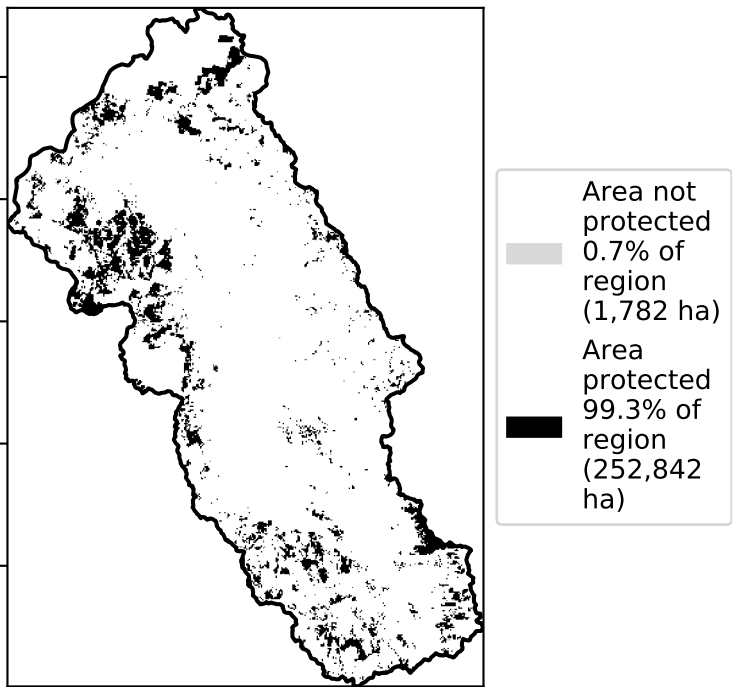 Area not
protected
0.7% of
region
(1,782 ha)
Area
protected
99.3% of
region
(252,842
ha)